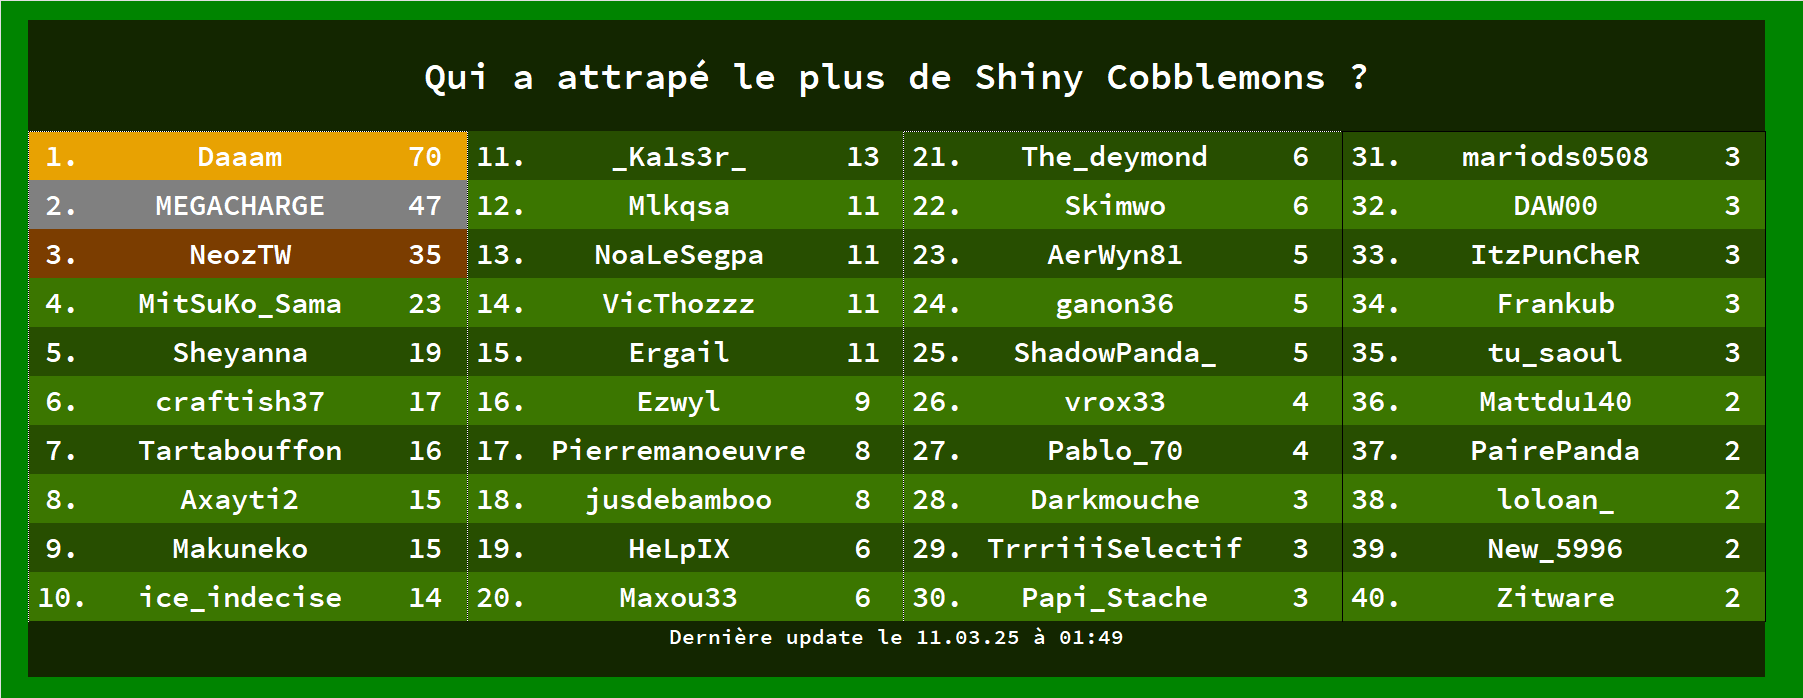 Qui a attrapé le plus de Shiny Cobblemons ?
1. Daaam 70
2. MEGACHARGE 47
3. NeozTW 35
4. MitSuKo_Sama 23
5. Sheyanna 19
6. craftish37 17
7. Tartabouffon 16
8. Axayti2 15
9. Makuneko 15
10. ice_indecise 14
11. _Ka1s3r_ 13
12. Mlkqsa 11
13. NoaLeSegpa 11
14. VicThozzz 11
15. Ergail 11
16. Ezwyl 9
17. Pierremanoeuvre 8
18. jusdebamboo 8
19. HeLpIX 6
20. Maxou33 6
21. The_deymond 6
22. Skimwo 6
23. AerWyn81 5
24. ganon36 5
25. ShadowPanda_ 5
26. vrox33 4
27. Pablo_70 4
28. Darkmouche 3
29. TrrriiiSelectif 3
30. Papi_Stache 3
31. mariods0508 3
32. DAW00 3
33. ItzPunCheR 3
34. Frankub 3
35. tu_saoul 3
36. Mattdu140 2
37. PairePanda 2
38. loloan_ 2
39. New_5996 2
40. Zitware 2
Dernière update le 11.03.25 à 01:49